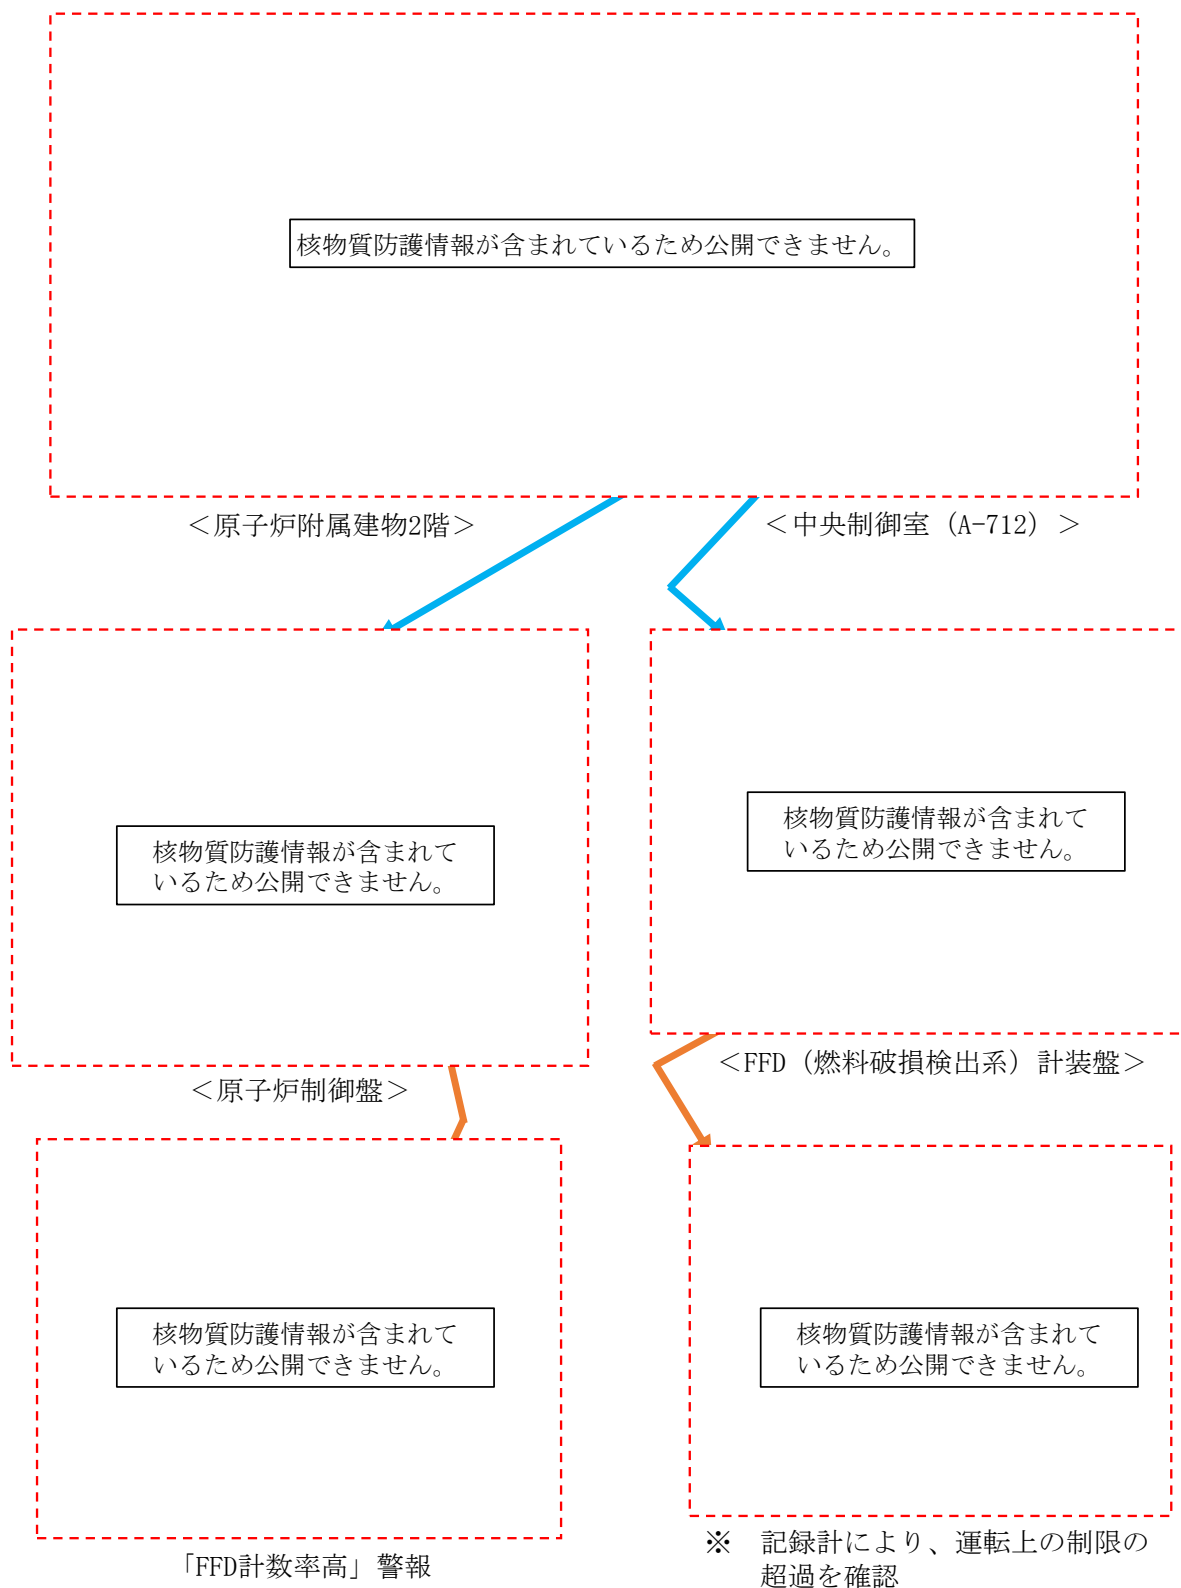 核物質防護情報が含まれているため公開できません。
＜原子炉附属建物2階＞
＜中央制御室（A-712）＞
核物質防護情報が含まれて
いるため公開できません。
核物質防護情報が含まれて
いるため公開できません。
＜原子炉制御盤＞
＜FFD（燃料破損検出系）計装盤＞
核物質防護情報が含まれて
いるため公開できません。
核物質防護情報が含まれて
いるため公開できません。
「FFD計数率高」警報
※　記録計により、運転上の制限の
超過を確認